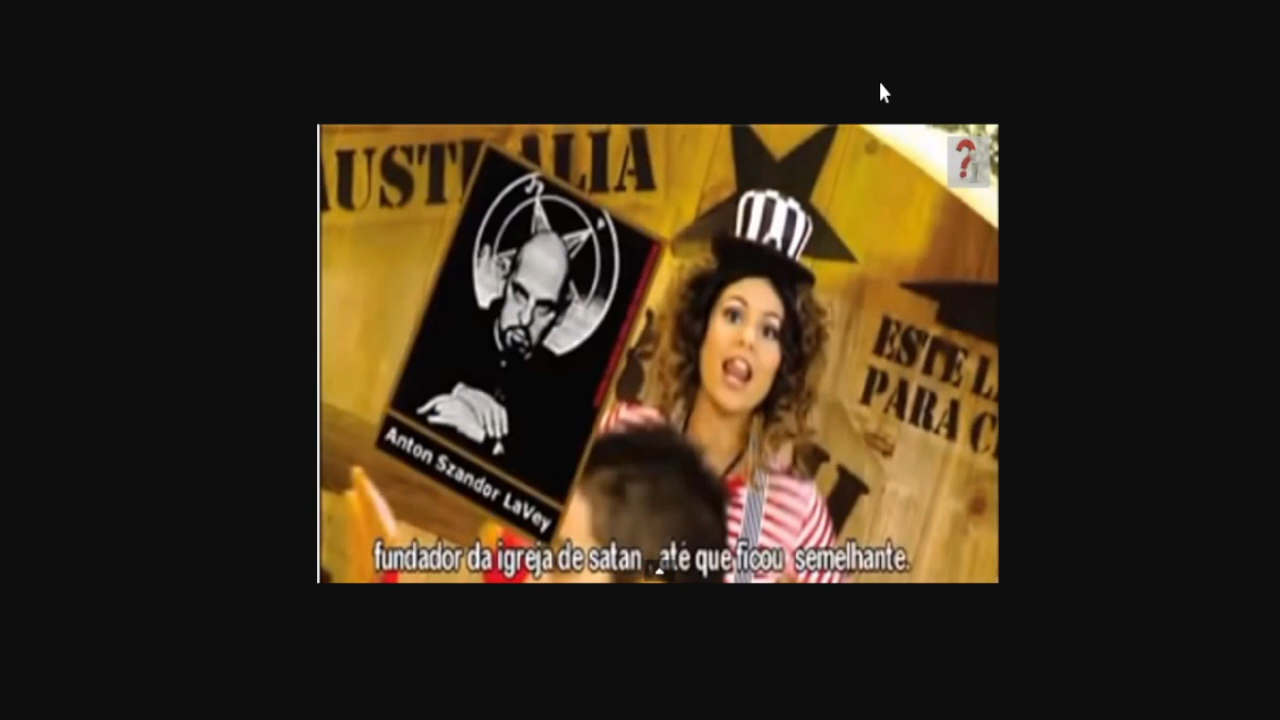 AUSTRALIA
ESTE L
PARA C
Anton Szandor LaVey
fundador da igreja de satan , até que ficou semelhante.